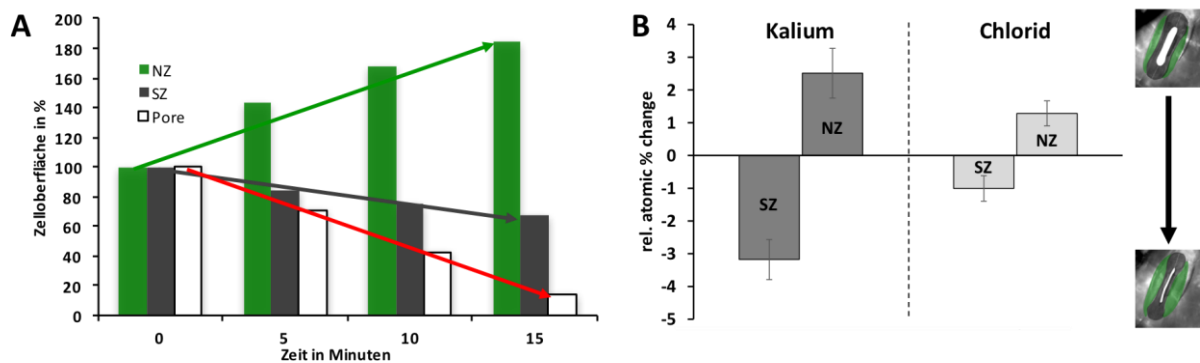 A
Zelloberfläche in %
200
180
160
140
120
100
80
60
40
20
0
NZ
SZ
Pore
0 5 10 15
Zeit in Minuten
B
rel. atomic % change
4
3
2
1
0
-1
-2
-3
-4
-5
Kalium Chlorid
SZ NZ SZ NZ